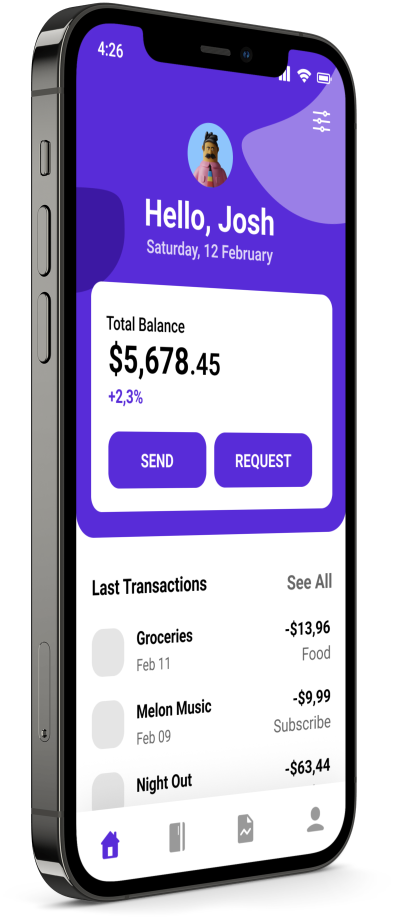 4:26
Hello, Josh
Saturday, 12 February
Total Balance
$5,678.45
+2,3%
SEND REQUEST
Last Transactions See All
Groceries -$13,96
Feb 11 Food
Melon Music -$9,99
Feb 09 Subscribe
Night Out -$63,44